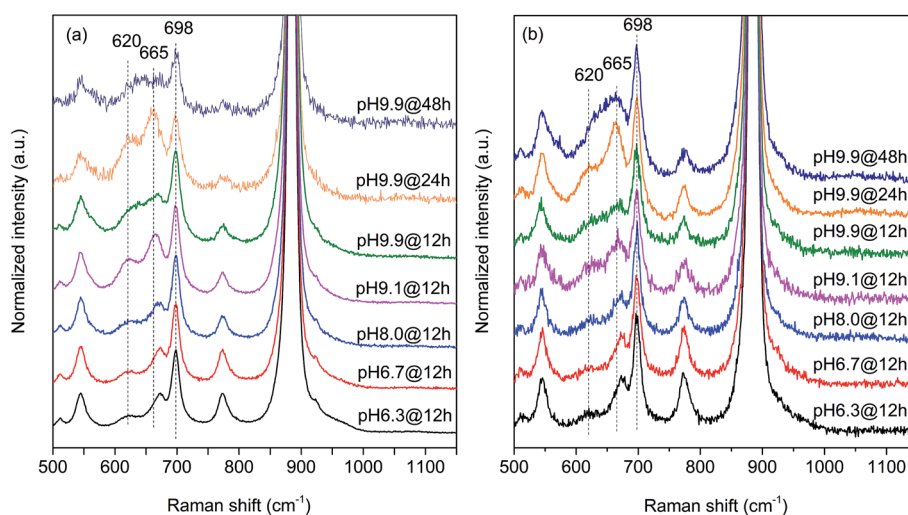 (a)
620
665
698
pH9.9@48h
pH9.9@24h
pH9.9@12h
pH9.1@12h
pH8.0@12h
pH6.7@12h
pH6.3@12h
Normalized intensity (a.u.)
500 600 700 800 900 1000 1100
Raman shift (cm⁻¹)
(b)
620
665
698
pH9.9@48h
pH9.9@24h
pH9.9@12h
pH9.1@12h
pH8.0@12h
pH6.7@12h
pH6.3@12h
Normalized intensity (a.u.)
500 600 700 800 900 1000 1100
Raman shift (cm⁻¹)